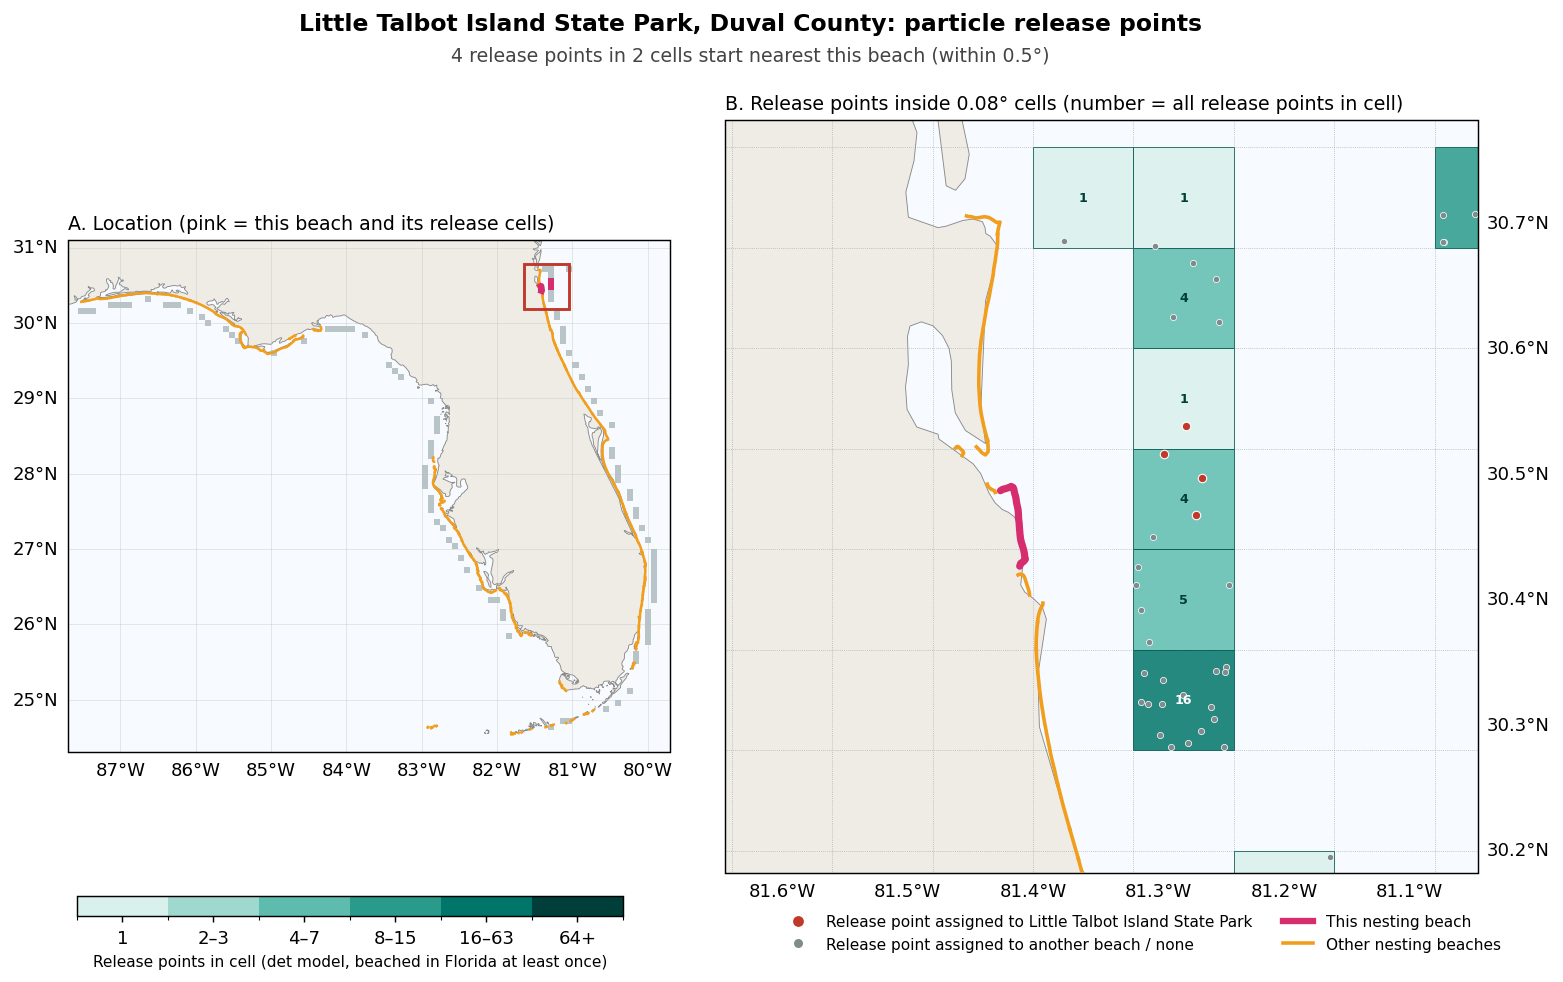 Little Talbot Island State Park, Duval County: particle release points
4 release points in 2 cells start nearest this beach (within 0.5°)
A. Location (pink = this beach and its release cells)
31°N
30°N
29°N
28°N
27°N
26°N
25°N
87°W 86°W 85°W 84°W 83°W 82°W 81°W 80°W
1 2–3 4–7 8–15 16–63 64+
Release points in cell (det model, beached in Florida at least once)
B. Release points inside 0.08° cells (number = all release points in cell)
1 1
4
1
4
5
16
30.7°N
30.6°N
30.5°N
30.4°N
30.3°N
30.2°N
81.6°W 81.5°W 81.4°W 81.3°W 81.2°W 81.1°W
Release point assigned to Little Talbot Island State Park
Release point assigned to another beach / none
This nesting beach
Other nesting beaches